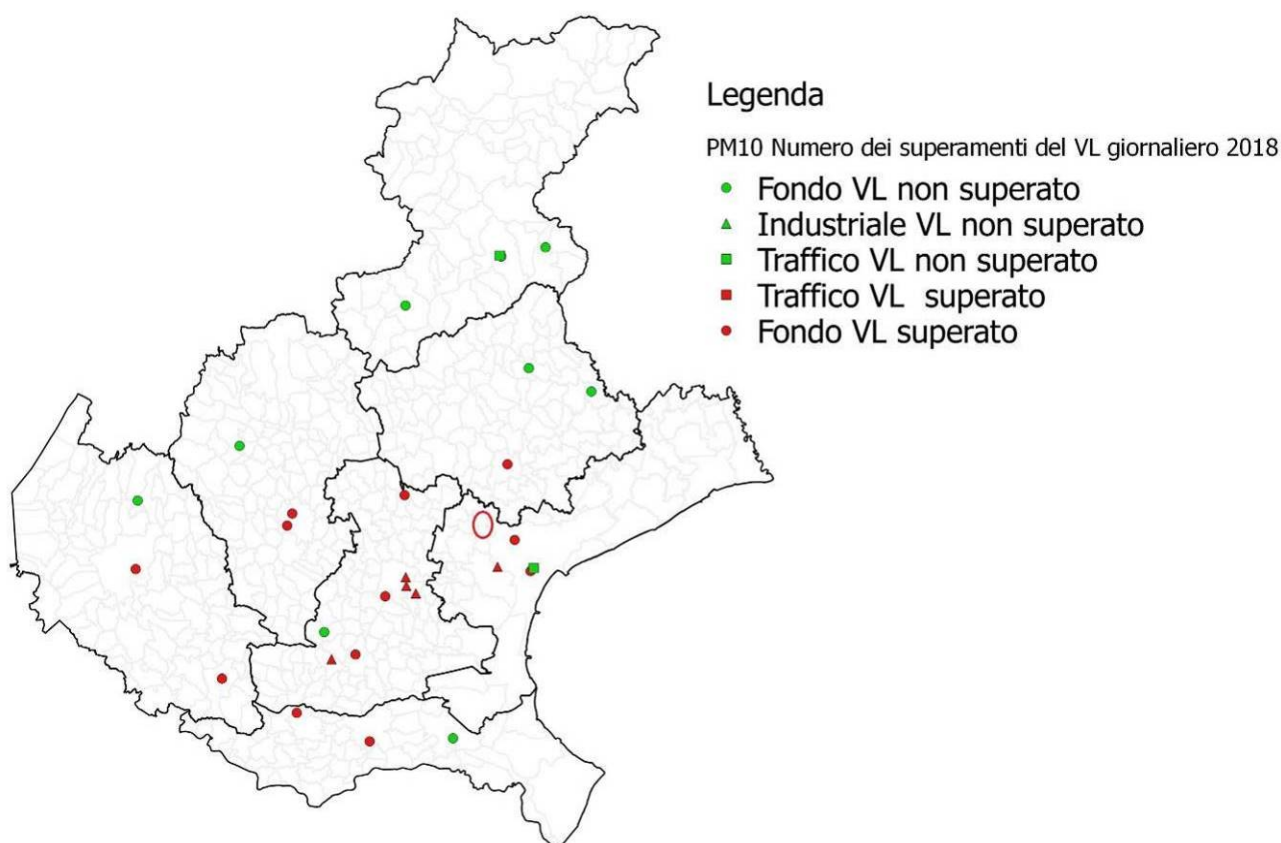 Legenda
PM10 Numero dei superamenti del VL giornaliero 2018
Fondo VL non superato
Industriale VL non superato
Traffico VL non superato
Traffico VL superato
Fondo VL superato